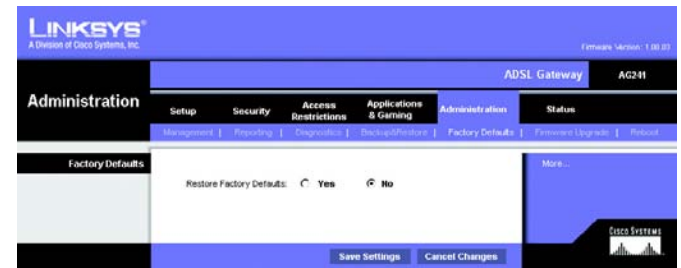 LINKSYS®
A Division of Cisco Systems, Inc.
Firmware Version: 1.00.03
ADSL Gateway AG241
Administration
Setup Security Access Restrictions Applications & Gaming Administration Status
Management | Reporting | Diagnostics | Backup&Restore | Factory Defaults | Firmware Upgrade | Reboot
Factory Defaults
More...
Restore Factory Defaults: Yes No
CISCO SYSTEMS
Save Settings Cancel Changes